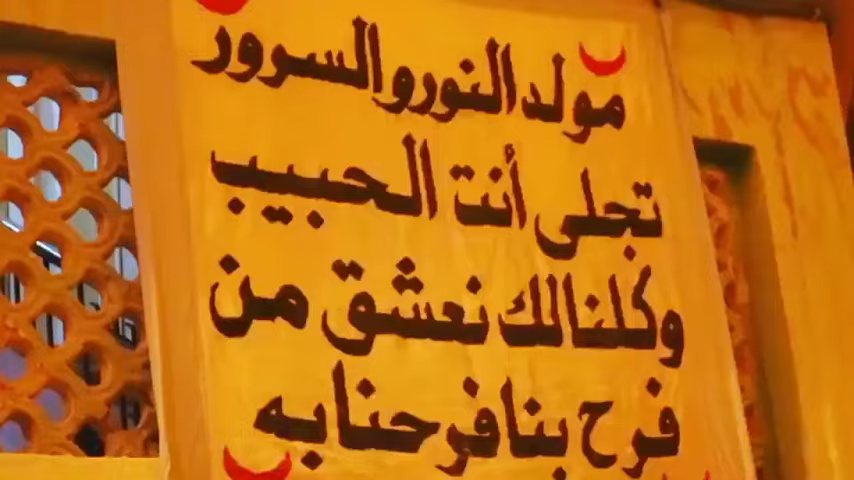 مولد النور والسرور
تجلى أنت الحبيب
وكلنا لك نعشق من
فرح بنا فرحنا به